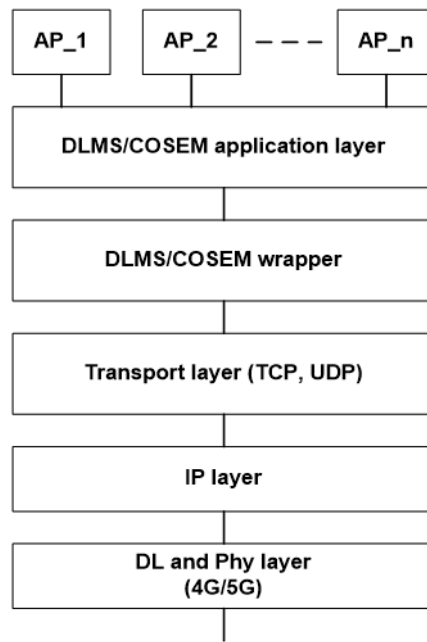 AP_1 AP_2 AP_n
DLMS/COSEM application layer
DLMS/COSEM wrapper
Transport layer (TCP, UDP)
IP layer
DL and Phy layer
(4G/5G)